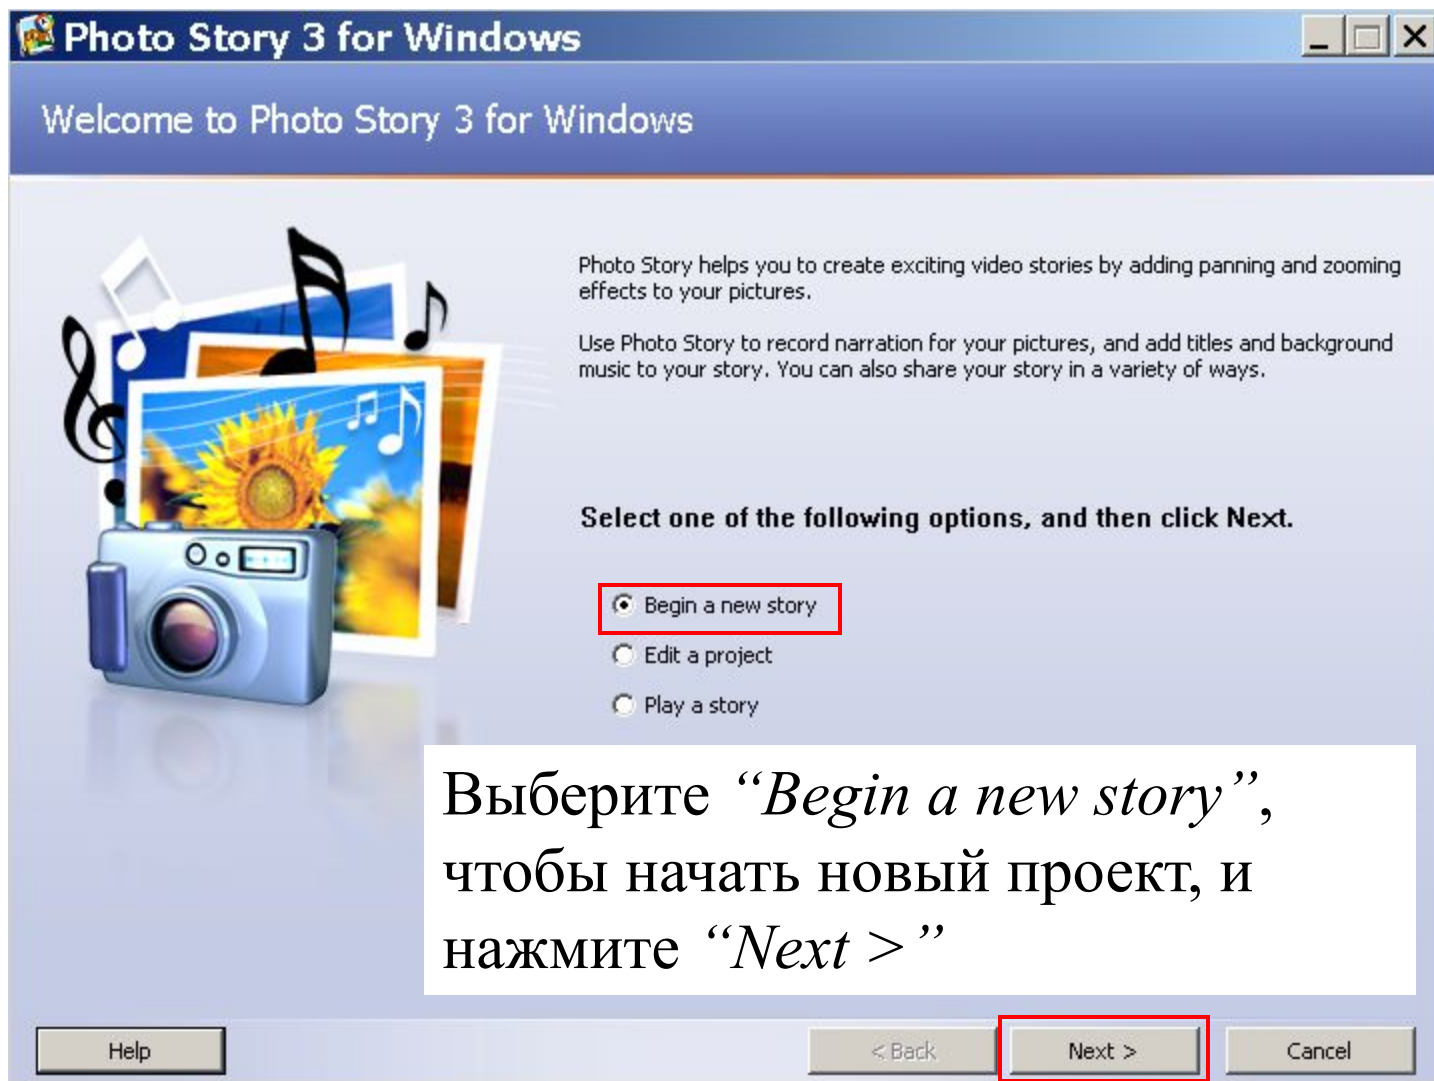 Photo Story 3 for Windows
Welcome to Photo Story 3 for Windows
Photo Story helps you to create exciting video stories by adding panning and zooming
effects to your pictures.
Use Photo Story to record narration for your pictures, and add titles and background
music to your story. You can also share your story in a variety of ways.
Select one of the following options, and then click Next.
Begin a new story
Edit a project
Play a story
Выберите “Begin a new story”,
чтобы начать новый проект, и
нажмите “Next >”
Help
< Back
Next >
Cancel